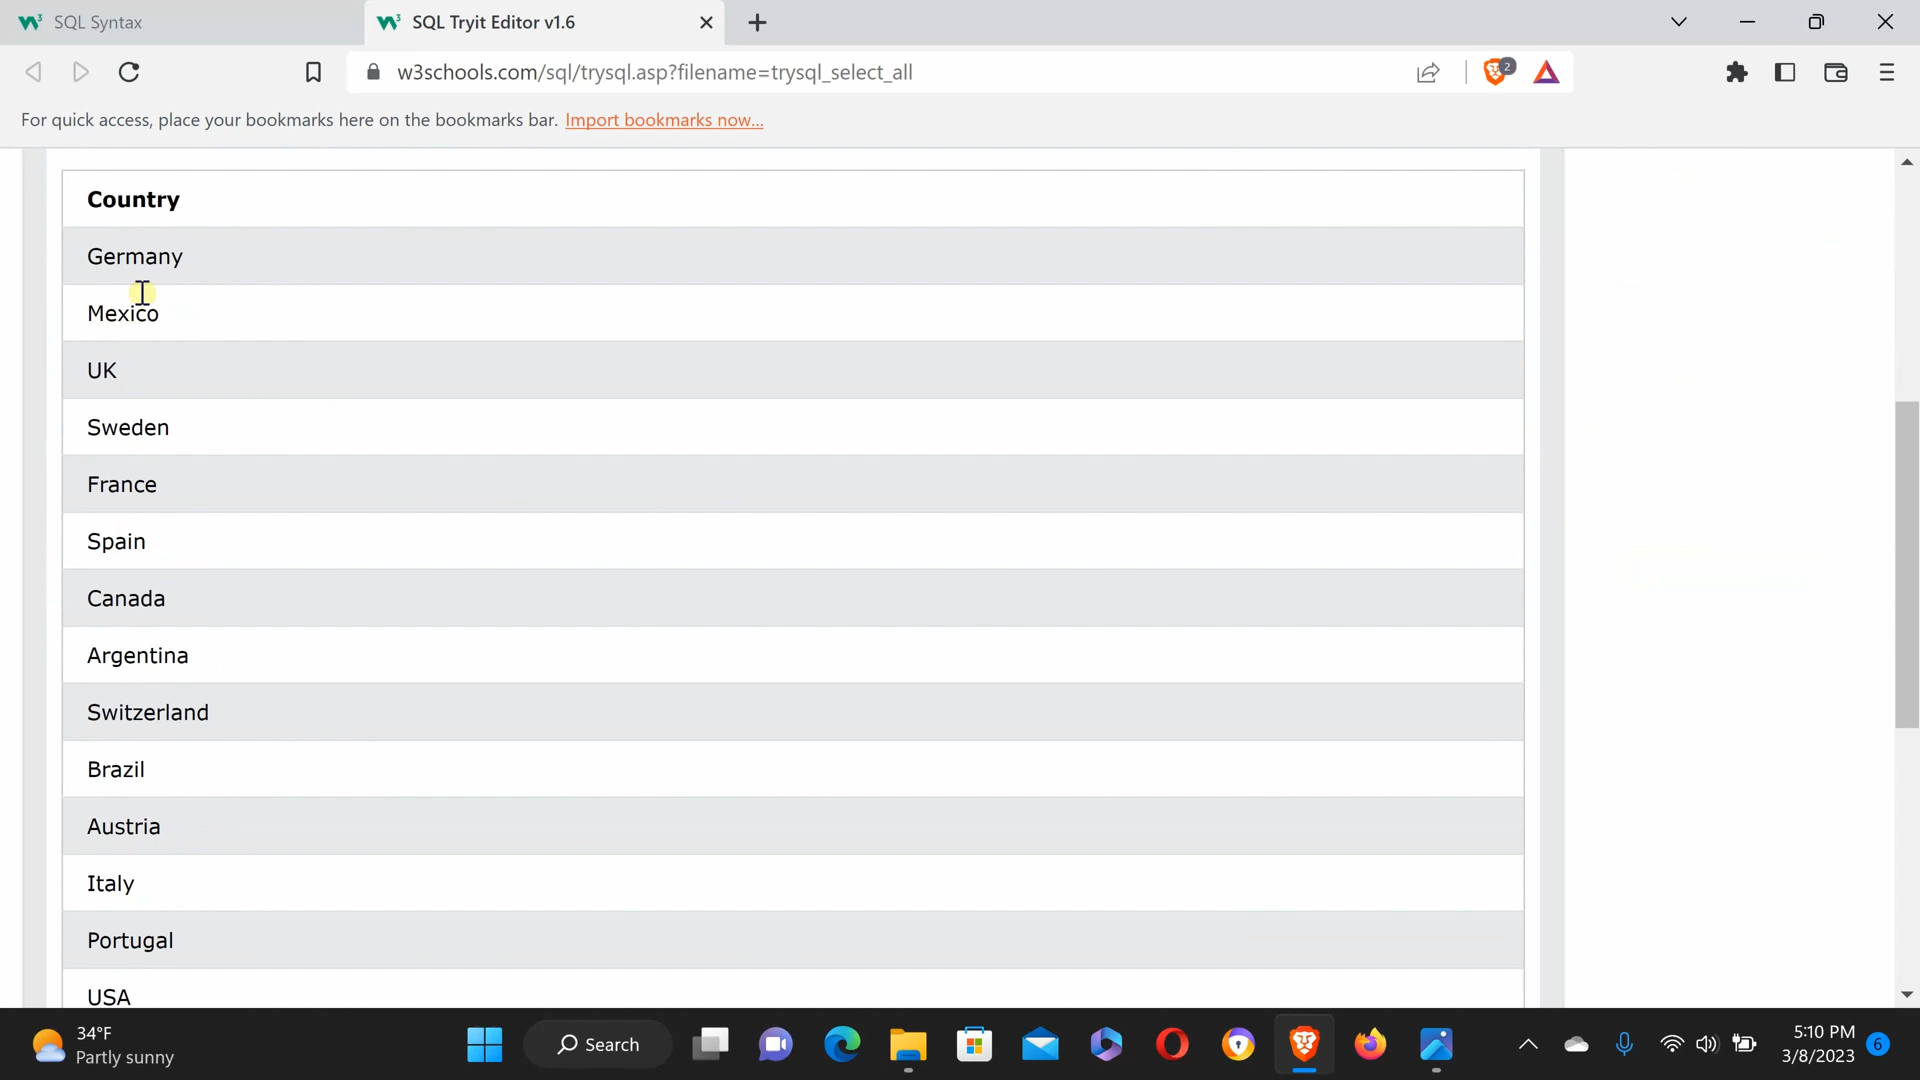 SQL Syntax
SQL Tryit Editor v1.6
w3schools.com/sql/trysql.asp?filename=trysql_select_all
2
For quick access, place your bookmarks here on the bookmarks bar. Import bookmarks now...
Country
Germany
Mexico
UK
Sweden
France
Spain
Canada
Argentina
Switzerland
Brazil
Austria
Italy
Portugal
USA
34°F
Partly sunny
Search
5:10 PM
3/8/2023
6